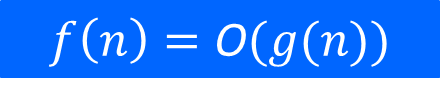 f(n) = O(g(n))